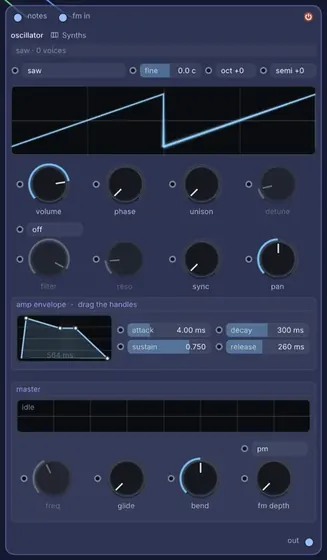 notes fm in
oscillator Synths
saw · 0 voices
saw fine 0.0 c oct +0 semi +0
volume phase unison detune
off
filter reso sync pan
amp envelope · drag the handles
564 ms
attack 4.00 ms decay 300 ms
sustain 0.750 release 260 ms
master
idle
pm
freq glide bend fm depth
out